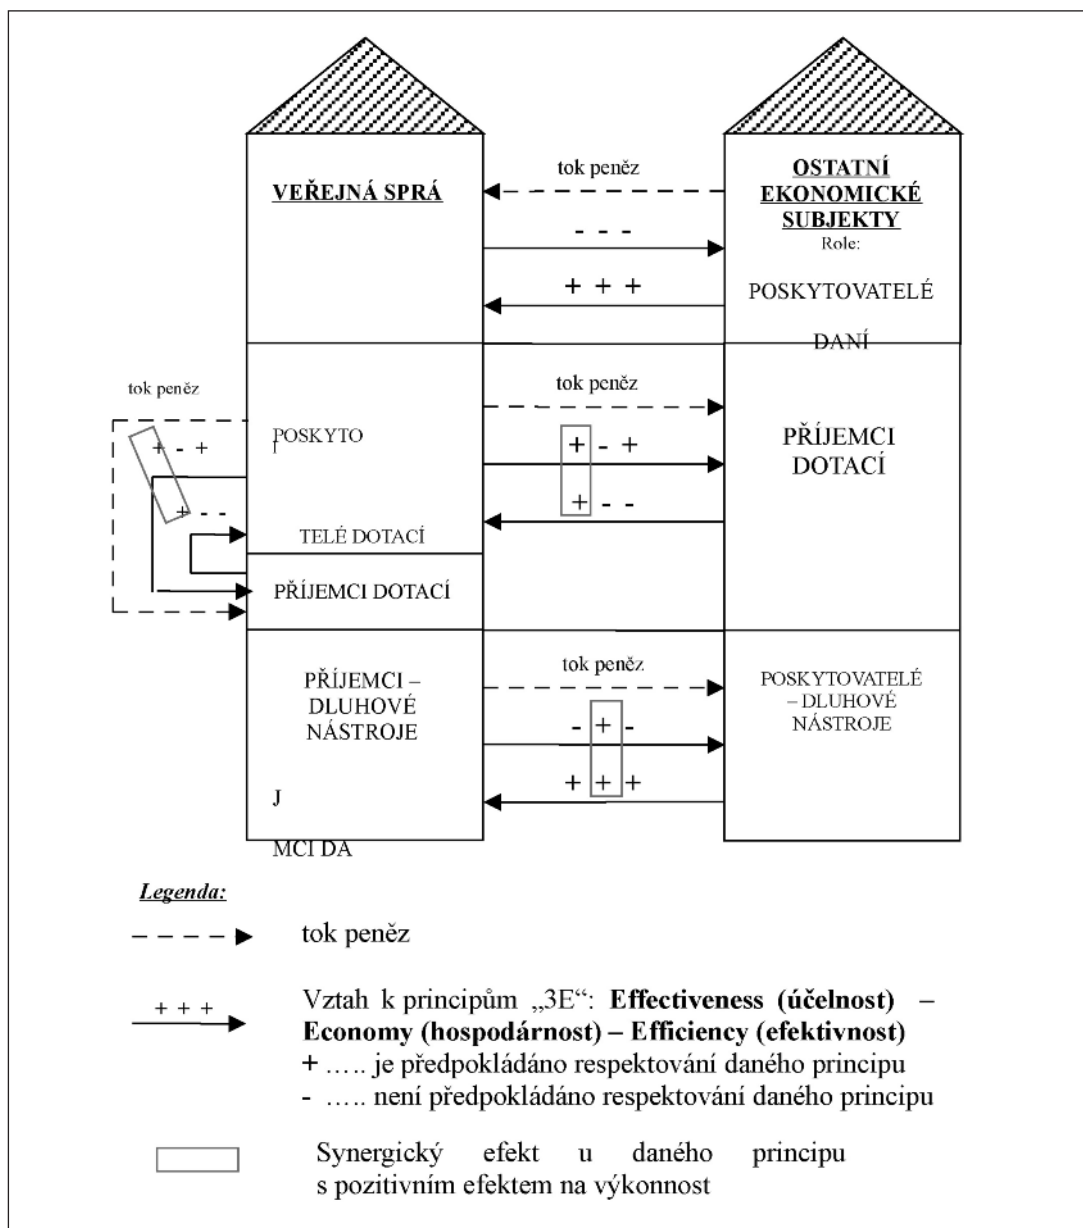 VEŘEJNÁ SPRÁ
tok peněz
- - -
+ + +
OSTATNÍ
EKONOMICKÉ
SUBJEKTY
Role:
POSKYTOVATELÉ
DANÍ
tok peněz
+ - +
+ - -
POSKYTO
TELÉ DOTACÍ
PŘÍJEMCI DOTACÍ
tok peněz
+ - +
+ - -
PŘÍJEMCI
DOTACÍ
PŘÍJEMCI –
DLUHOVÉ
NÁSTROJE
J
MCI DA
tok peněz
- + -
+ + +
POSKYTOVATELÉ
– DLUHOVÉ
NÁSTROJE
Legenda:
tok peněz
+ + +
Vztah k principům „3E“: Effectiveness (účelnost) –
Economy (hospodárnost) – Efficiency (efektivnost)
+ ….. je předpokládáno respektování daného principu
- ….. není předpokládáno respektování daného principu
Synergický efekt u daného principu
s pozitivním efektem na výkonnost